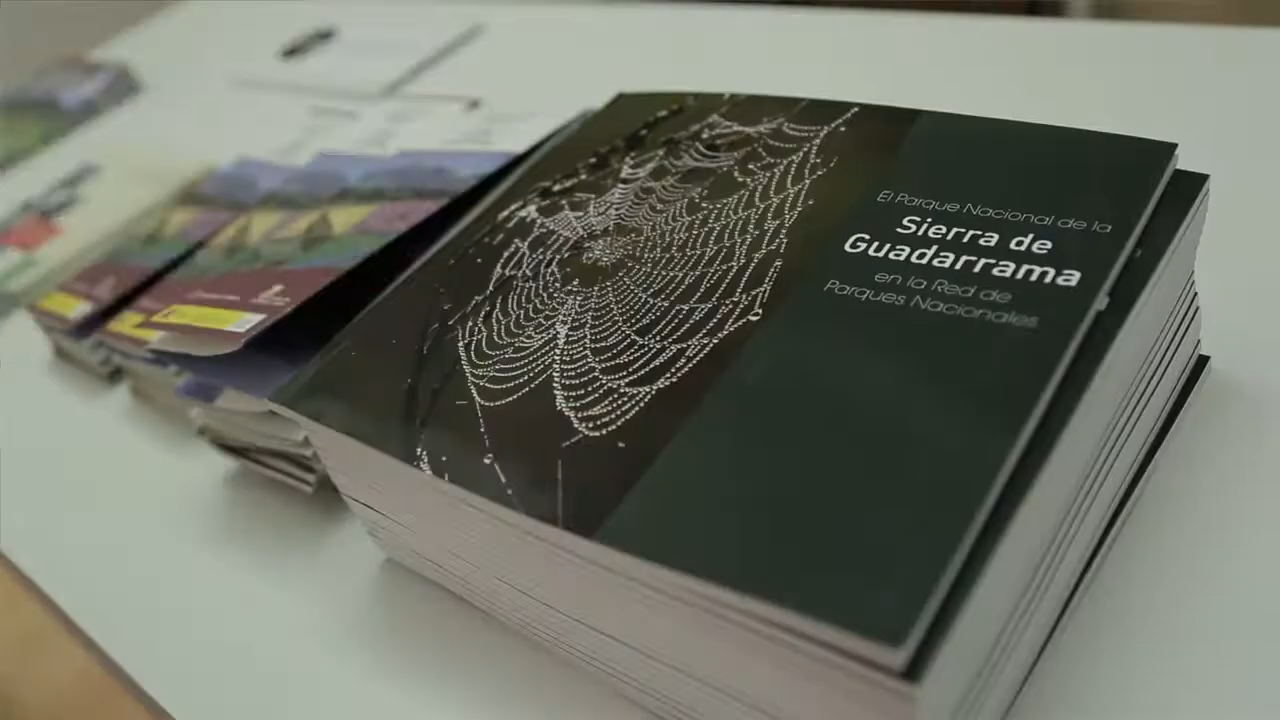 El Parque Nacional de la
Sierra de
Guadarrama
en la Red de
Parques Nacionales